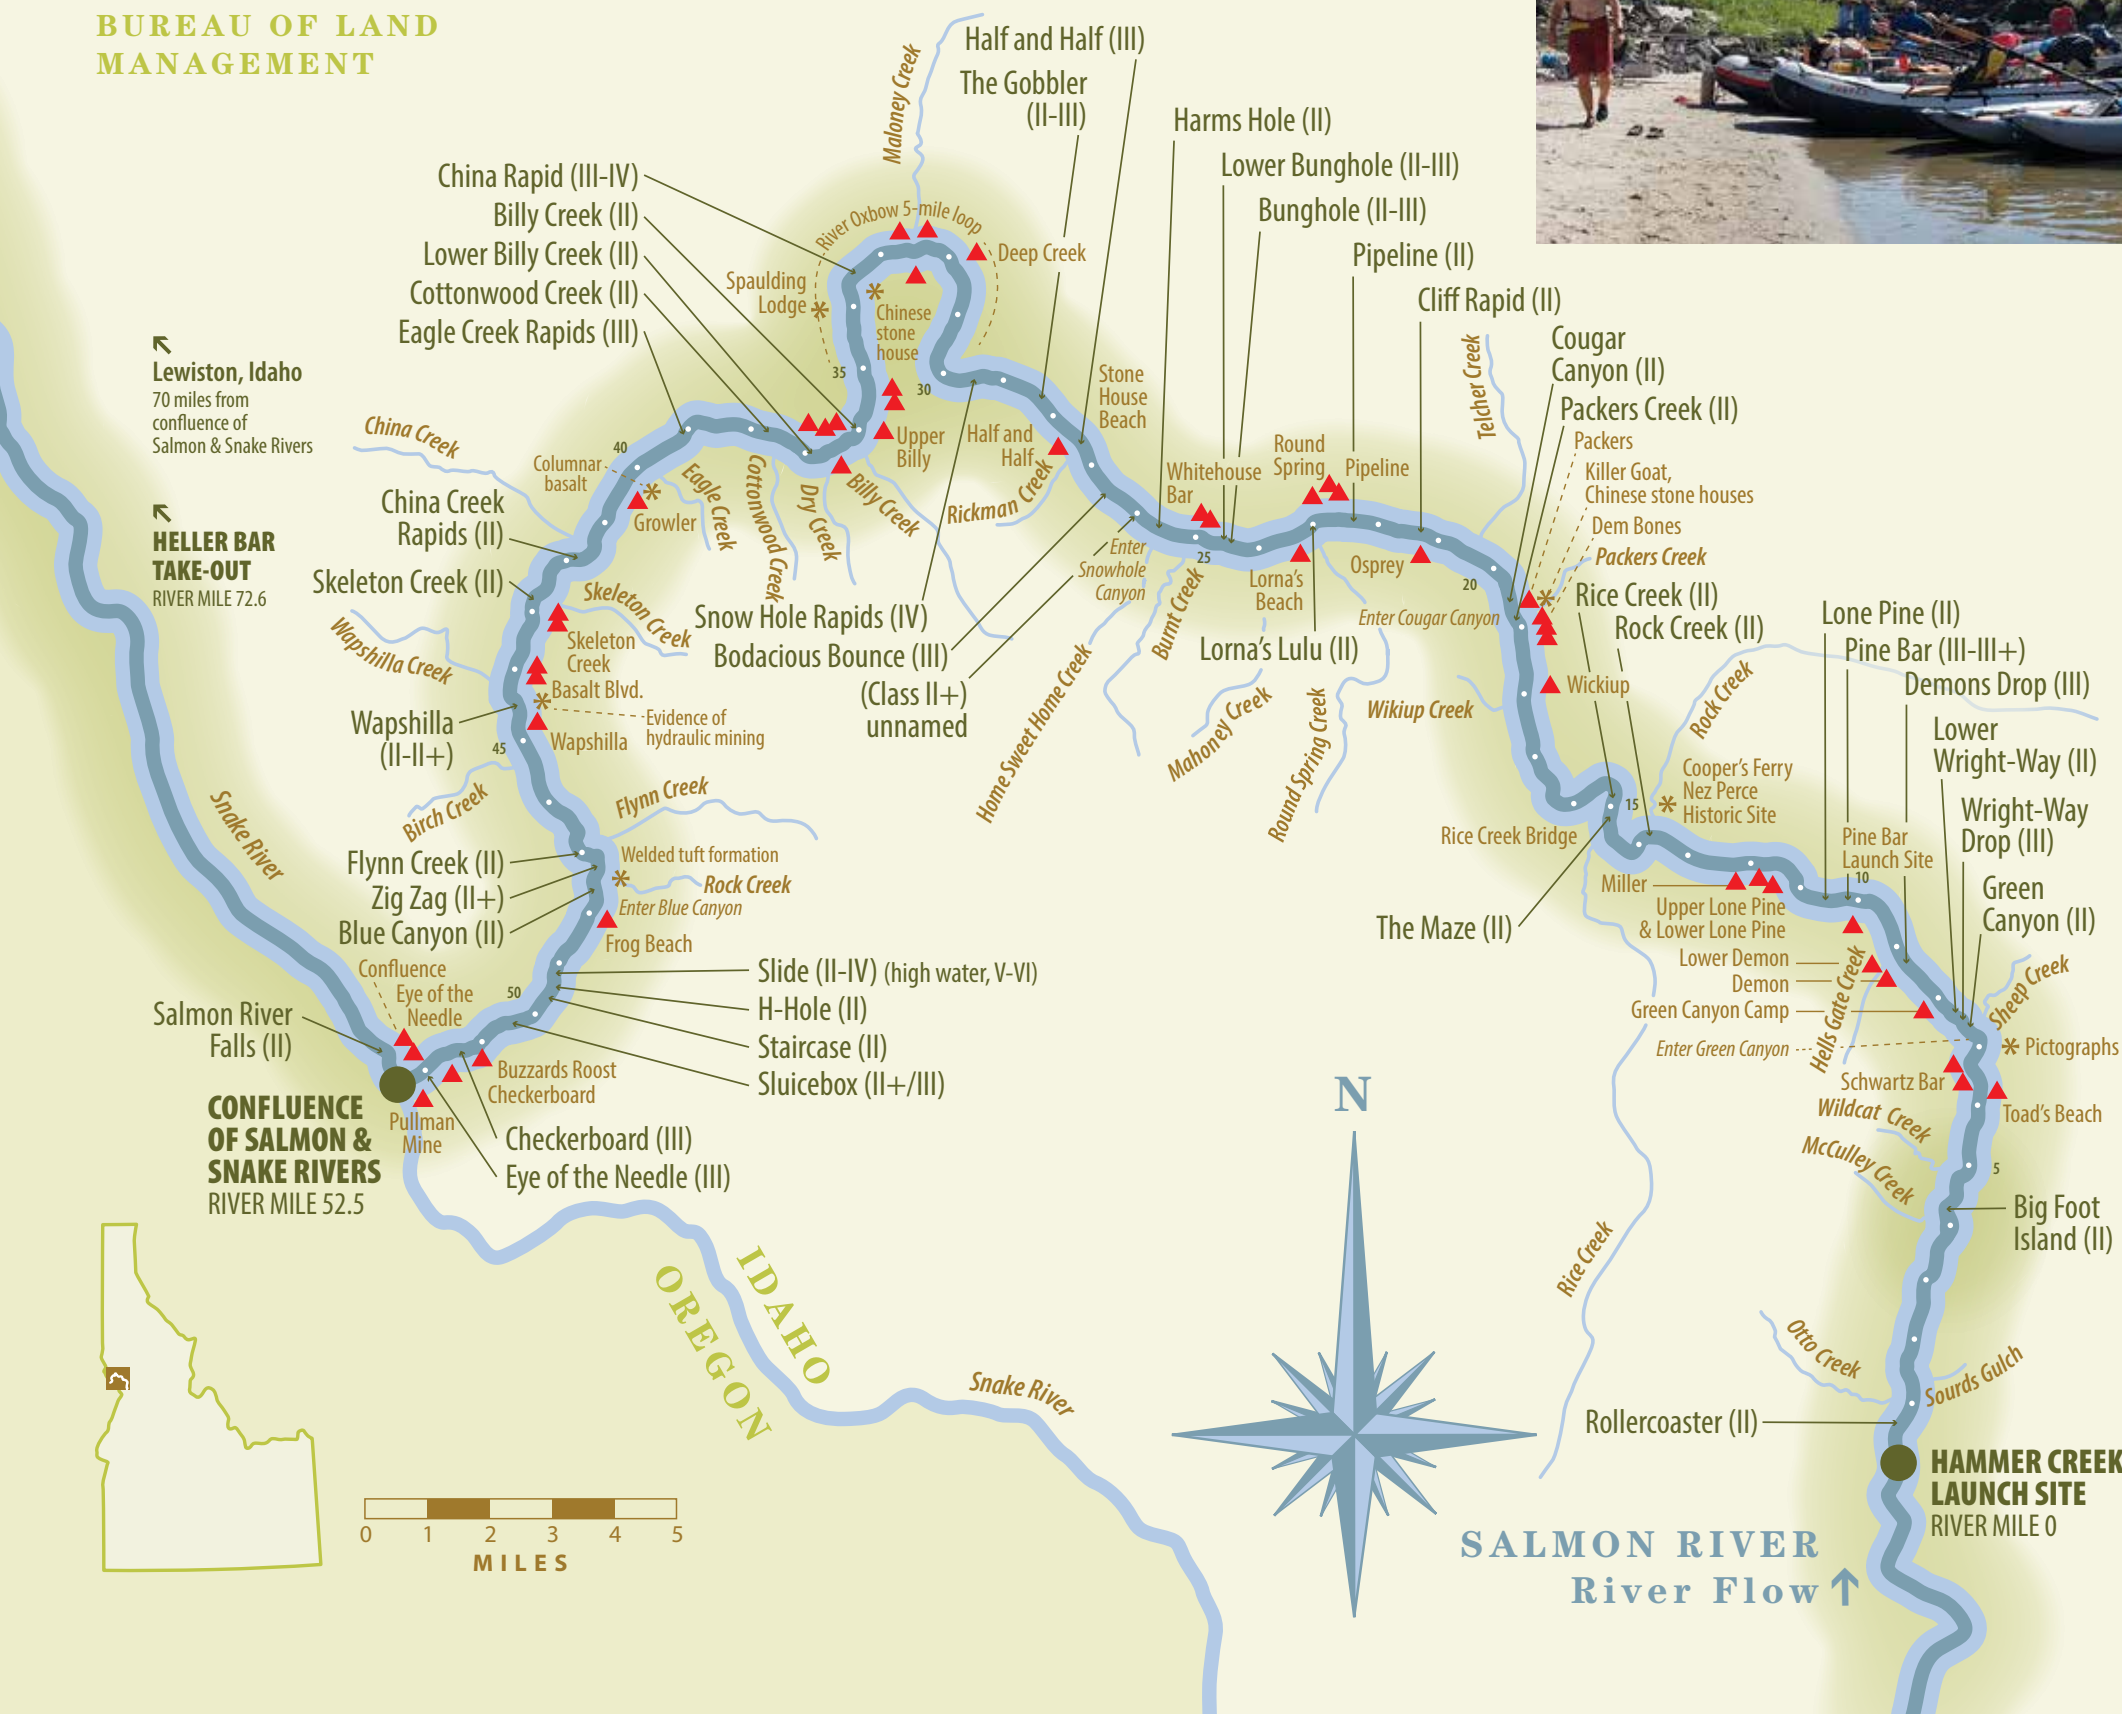 BUREAU OF LAND
MANAGEMENT
Maloney Creek
Half and Half (III)
The Gobbler
(II-III)
Harms Hole (II)
Lower Bunghole (II-III)
Bunghole (II-III)
Pipeline (II)
Cliff Rapid (II)
Cougar
Canyon (II)
Packers Creek (II)
Packers
Killer Goat,
Chinese stone houses
Dem Bones
Packers Creek
Telcher Creek
China Rapid (III-IV)
Billy Creek (II)
Lower Billy Creek (II)
Cottonwood Creek (II)
Eagle Creek Rapids (III)
River Oxbow 5-mile loop
Deep Creek
Spaulding
Lodge
Chinese
stone
house
35
30
Stone
House
Beach
Upper
Billy
Half and
Half
Rickman Creek
Whitehouse
Bar
Round
Spring
Pipeline
Lewiston, Idaho
70 miles from
confluence of
Salmon & Snake Rivers
HELLER BAR
TAKE-OUT
RIVER MILE 72.6
China Creek
40
Columnar
basalt
Growler
Eagle Creek
Cottonwood Creek
Dry Creek
Billy Creek
China Creek
Rapids (II)
Skeleton Creek (II)
Skeleton Creek
Wapshilla Creek
Skeleton
Creek
Basalt Blvd.
Evidence of
hydraulic mining
Wapshilla
(II-II+)
Wapshilla
45
Enter
Snowhole
Canyon
25
Lorna's
Beach
Osprey
20
Enter Cougar Canyon
Snow Hole Rapids (IV)
Bodacious Bounce (III)
(Class II+)
unnamed
Lorna's Lulu (II)
Home Sweet Home Creek
Burnt Creek
Mahoney Creek
Round Spring Creek
Wikiup Creek
Wickiup
Rice Creek (II)
Rock Creek (II)
Rock Creek
Lone Pine (II)
Pine Bar (III-III+)
Demons Drop (III)
Lower
Wright-Way (II)
Wright-Way
Drop (III)
Green
Canyon (II)
Cooper's Ferry
Nez Perce
Historic Site
15
Rice Creek Bridge
Pine Bar
Launch Site
10
Miller
Upper Lone Pine
& Lower Lone Pine
The Maze (II)
Lower Demon
Demon
Green Canyon Camp
Enter Green Canyon
Hells Gate Creek
Sheep Creek
Pictographs
Schwartz Bar
Toad's Beach
Wildcat Creek
McCulley Creek
5
Big Foot
Island (II)
Snake River
Birch Creek
Flynn Creek
Flynn Creek (II)
Zig Zag (II+)
Blue Canyon (II)
Welded tuft formation
Rock Creek
Enter Blue Canyon
Frog Beach
Confluence
Eye of the
Needle
50
Slide (II-IV) (high water, V-VI)
H-Hole (II)
Staircase (II)
Sluicebox (II+/III)
Salmon River
Falls (II)
Buzzards Roost
Checkerboard
Pullman
Mine
Checkerboard (III)
Eye of the Needle (III)
CONFLUENCE
OF SALMON &
SNAKE RIVERS
RIVER MILE 52.5
N
IDAHO
OREGON
Snake River
Rice Creek
Otto Creek
Sourds Gulch
Rollercoaster (II)
HAMMER CREEK
LAUNCH SITE
RIVER MILE 0
0 1 2 3 4 5
MILES
SALMON RIVER
River Flow